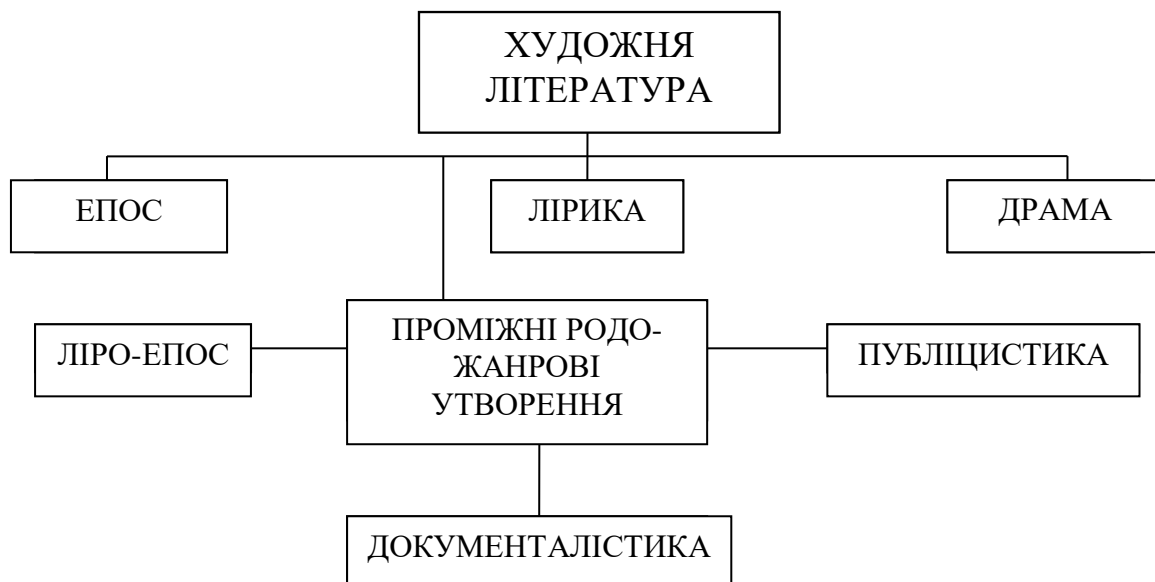 ХУДОЖНЯ
ЛІТЕРАТУРА
ЕПОС
ЛІРИКА
ДРАМА
ЛІРО-ЕПОС
ПРОМІЖНІ РОДО-
ЖАНРОВІ
УТВОРЕННЯ
ПУБЛІЦИСТИКА
ДОКУМЕНТАЛІСТИКА